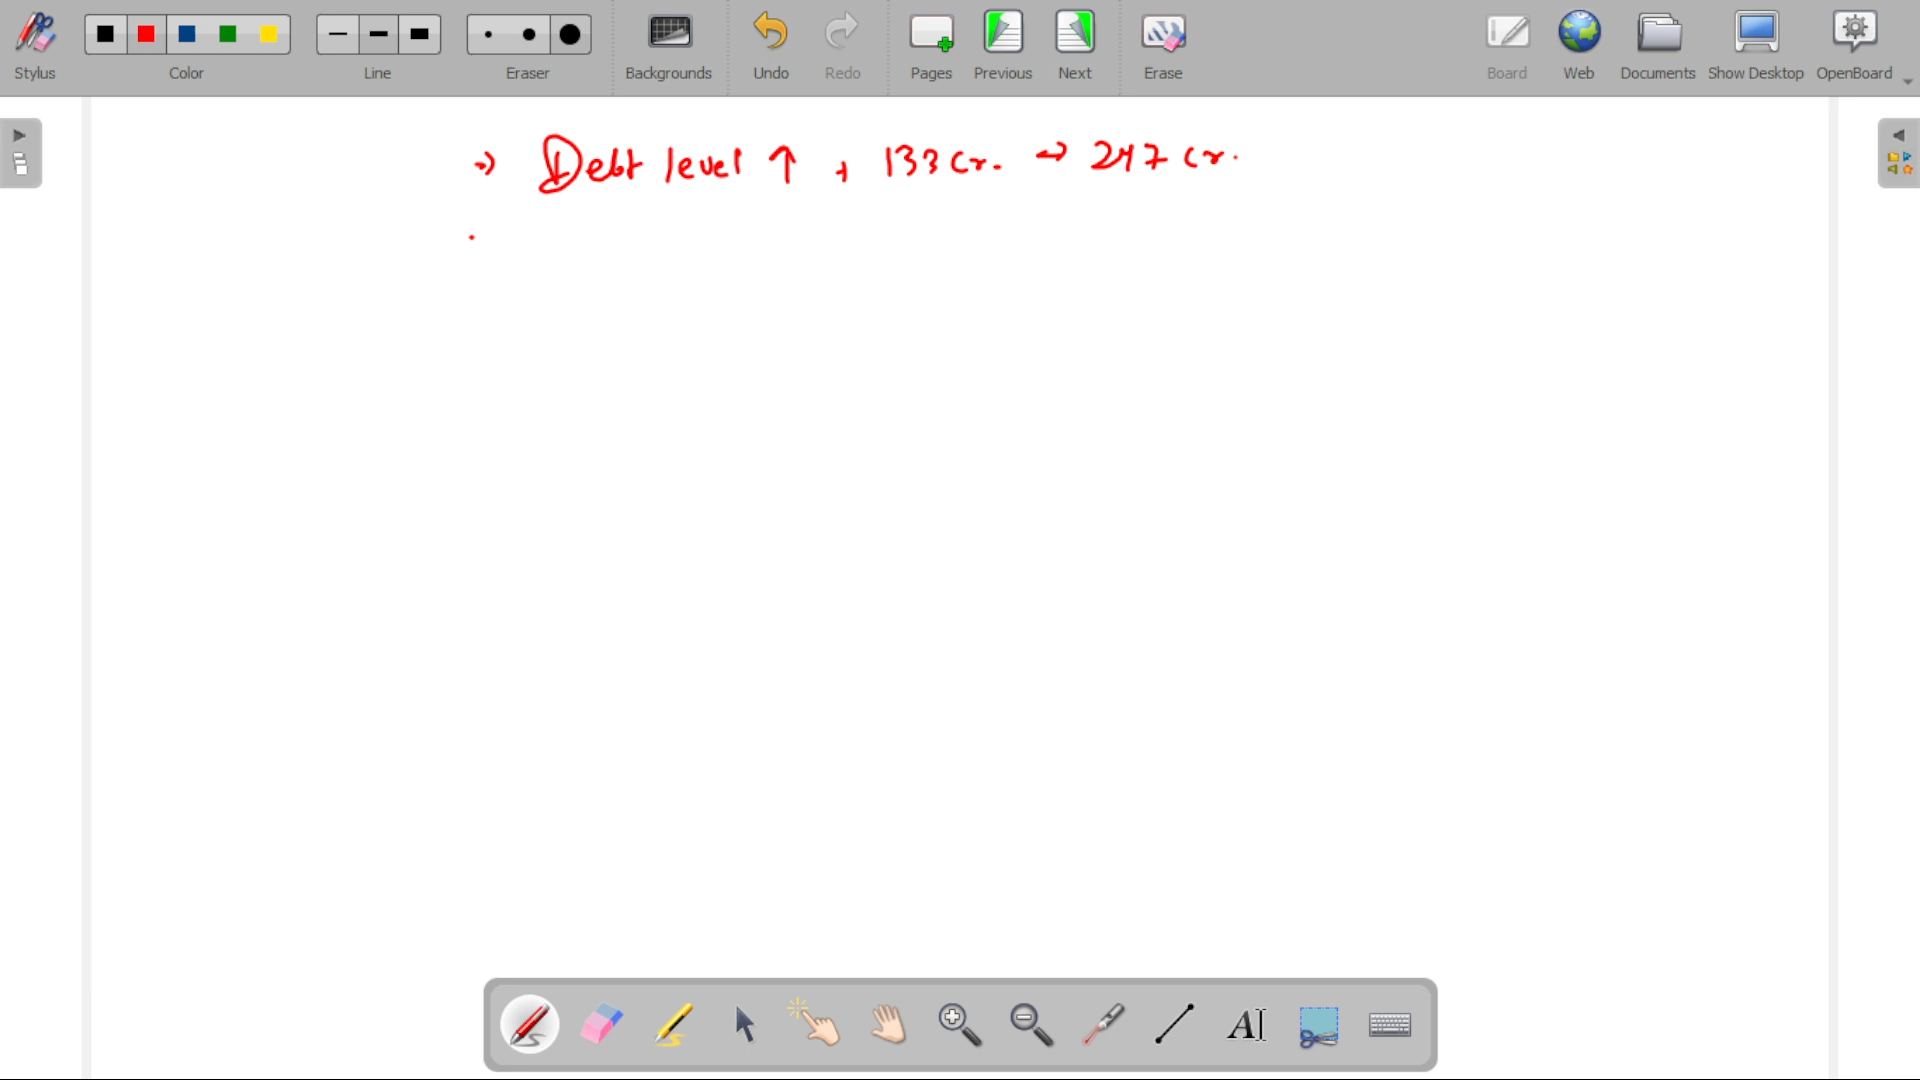 Stylus Color Line Eraser Backgrounds Undo Redo Pages Previous Next Erase Board Web Documents Show Desktop OpenBoard
→ Debt level ↑ + 133 cr. → 247 cr.